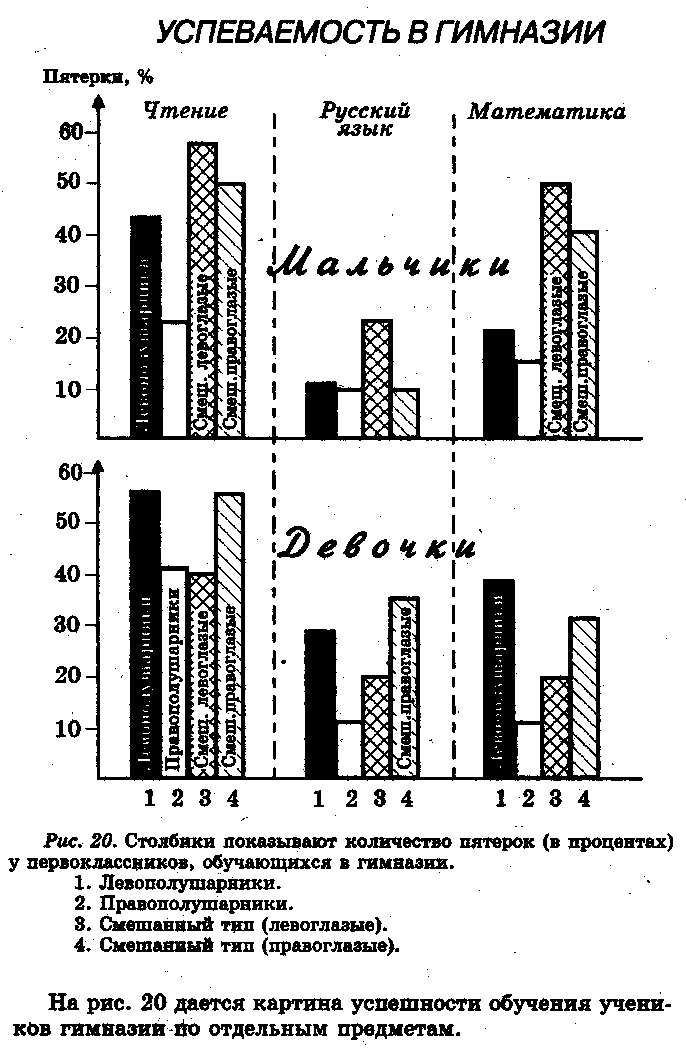 УСПЕВАЕМОСТЬ В ГИМНАЗИИ
Пятерки, %
Чтение
Русский
язык
Математика
60
50
40
30
20
10
Левополушарники
Смеш. левоглазые
Смеш.правоглазые
Смещ. левоглазые
Смеш.правоглазые
Мальчики
60
50
40
30
20
10
Левополушарники
Правополушарники
Смеш. левоглазые
Смеш.правоглазые
Смеш.правоглазые
Левополушарники
Девочки
1 2 3 4
1 2 3 4
1 2 3 4
Рис. 20. Столбики показывают количество пятерок (в процентах)
у первоклассников, обучающихся в гимназии.
1. Левополушарники.
2. Правополушарники.
3. Смешанный тип (левоглазые).
4. Смешанный тип (правоглазые).
На рис. 20 дается картина успешности обучения учени-
ков гимназии по отдельным предметам.